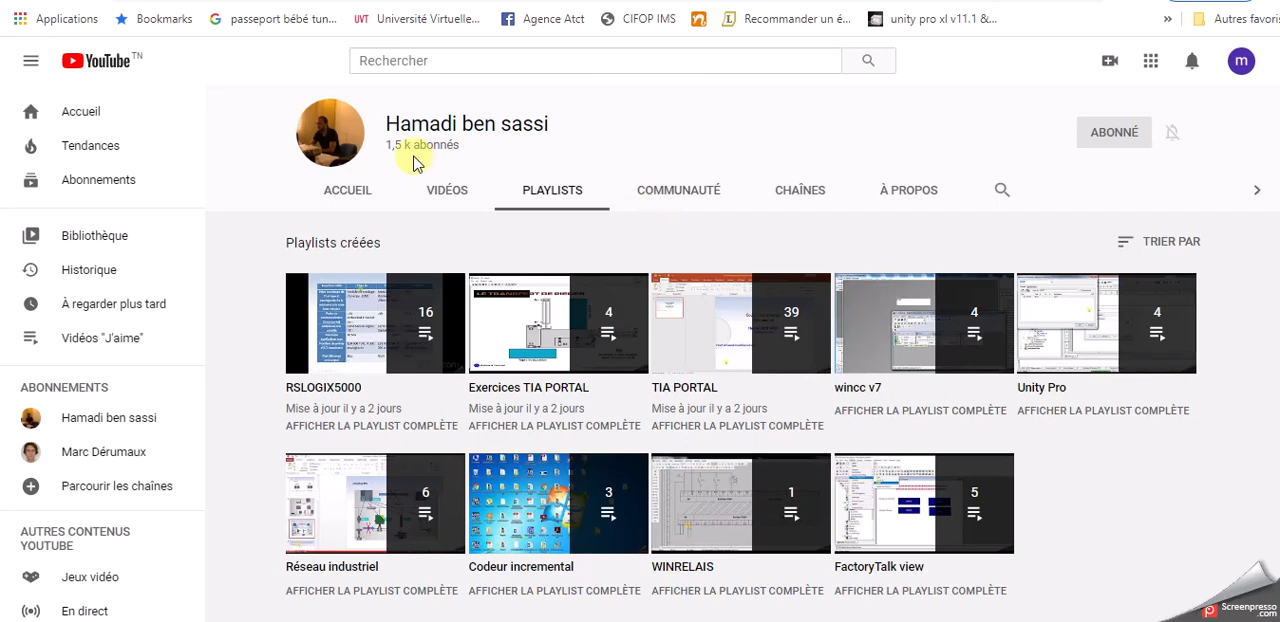 Applications
Bookmarks
passeport bébé tun...
UVT Université Virtuelle...
Agence Atct
CIFOP IMS
Recommander un é...
unity pro xl v11.1 &...
»
Autres favoris
YouTube TN
Rechercher
m
Accueil
Tendances
Abonnements
Bibliothèque
Historique
À regarder plus tard
Vidéos "J'aime"
ABONNEMENTS
Hamadi ben sassi
Marc Dérumaux
Parcourir les chaînes
AUTRES CONTENUS
YOUTUBE
Jeux vidéo
En direct
Hamadi ben sassi
1,5 k abonnés
ABONNÉ
ACCUEIL
VIDÉOS
PLAYLISTS
COMMUNAUTÉ
CHAÎNES
À PROPOS
Playlists créées
TRIER PAR
16
RSLOGIX5000
Mise à jour il y a 2 jours
AFFICHER LA PLAYLIST COMPLÈTE
LE TRANSPORT DE PIECES
4
Exercices TIA PORTAL
Mise à jour il y a 2 jours
AFFICHER LA PLAYLIST COMPLÈTE
39
TIA PORTAL
Mise à jour il y a 2 jours
AFFICHER LA PLAYLIST COMPLÈTE
4
wincc v7
AFFICHER LA PLAYLIST COMPLÈTE
4
Unity Pro
AFFICHER LA PLAYLIST COMPLÈTE
6
Réseau industriel
AFFICHER LA PLAYLIST COMPLÈTE
3
Codeur incremental
AFFICHER LA PLAYLIST COMPLÈTE
1
WINRELAIS
AFFICHER LA PLAYLIST COMPLÈTE
5
FactoryTalk view
AFFICHER LA PLAYLIST COMPLÈTE
Screenpresso
.com